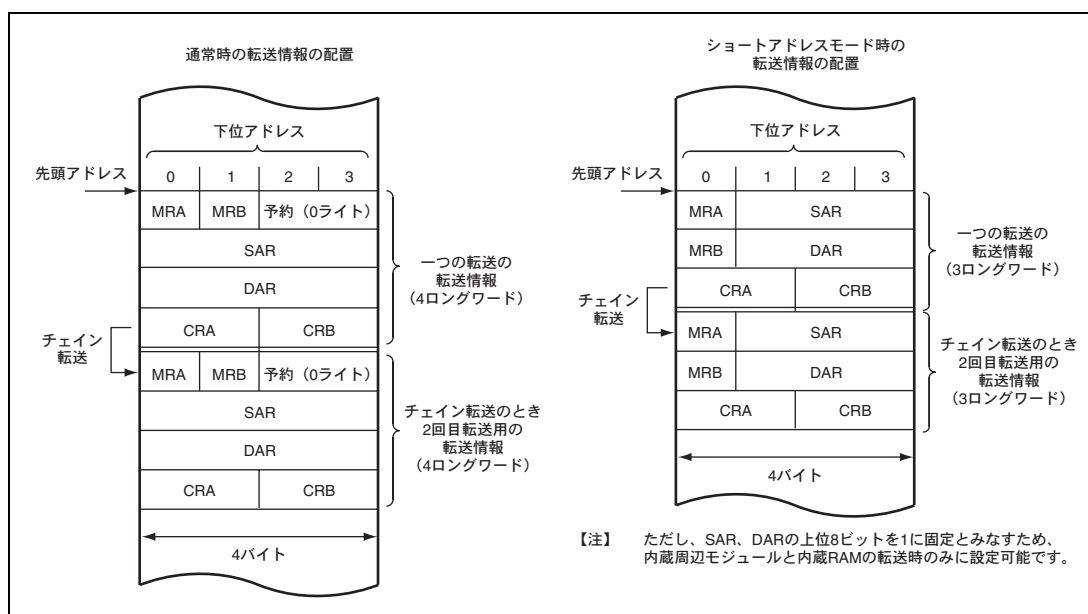 通常時の転送情報の配置
下位アドレス
先頭アドレス
0 1 2 3
MRA MRB 予約（0ライト）
SAR
DAR
CRA CRB
一つの転送の
転送情報
（4ロングワード）
チェイン
転送
MRA MRB 予約（0ライト）
SAR
DAR
CRA CRB
チェイン転送のとき
2回目転送用の
転送情報
（4ロングワード）
4バイト
ショートアドレスモード時の
転送情報の配置
下位アドレス
先頭アドレス
0 1 2 3
MRA SAR
MRB DAR
CRA CRB
一つの転送の
転送情報
（3ロングワード）
チェイン
転送
MRA SAR
MRB DAR
CRA CRB
チェイン転送のとき
2回目転送用の
転送情報
（3ロングワード）
4バイト
【注】 ただし、SAR、DARの上位8ビットを1に固定とみなすため、
内蔵周辺モジュールと内蔵RAMの転送時のみに設定可能です。